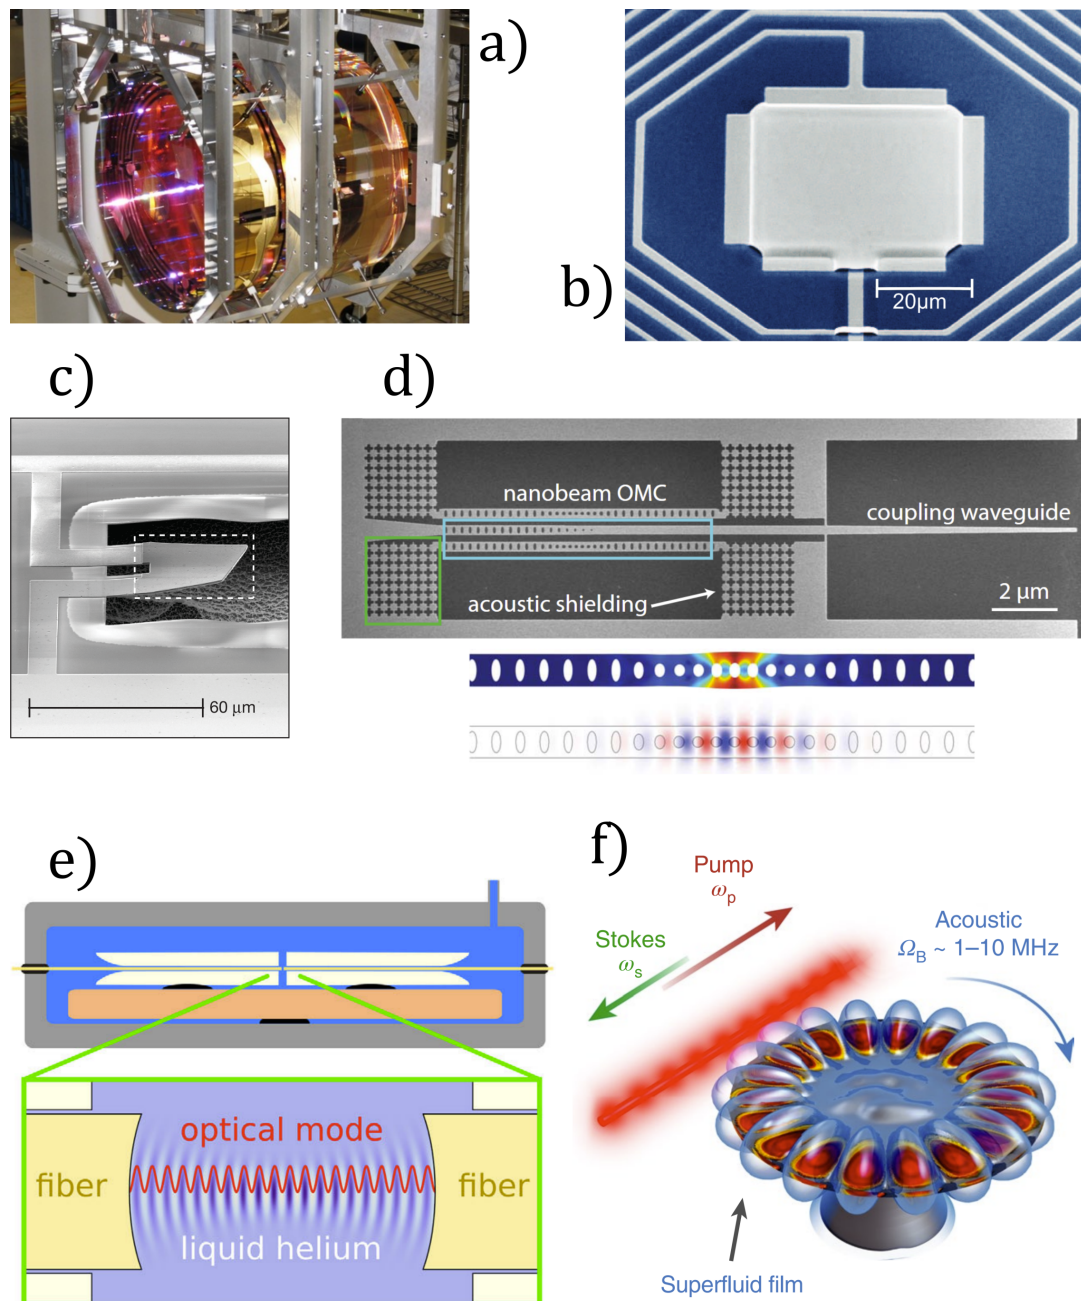 a)
b)
20μm
c)
60 μm
d)
nanobeam OMC
coupling waveguide
acoustic shielding
2 μm
e)
optical mode
fiber
fiber
liquid helium
f)
Pump
ωp
Stokes
ωs
Acoustic
ΩB ~ 1–10 MHz
Superfluid film